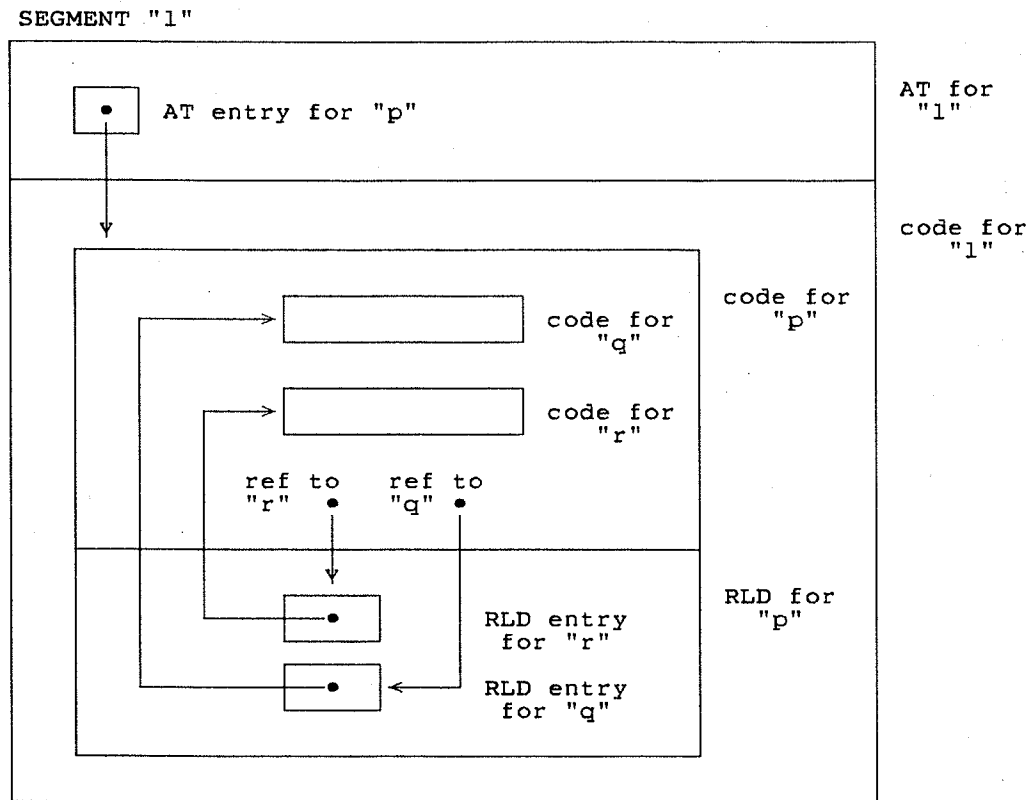 SEGMENT "l"
AT entry for "p"
AT for
"l"
code for
"l"
code for
"p"
code for
"q"
code for
"r"
ref to
"r"
ref to
"q"
RLD for
"p"
RLD entry
for "r"
RLD entry
for "q"